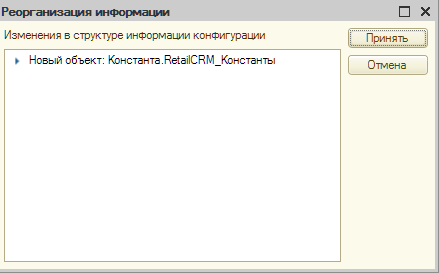 Реорганизация информации
Изменения в структуре информации конфигурации
Принять
Новый объект: Константа.RetailCRM_Константы
Отмена